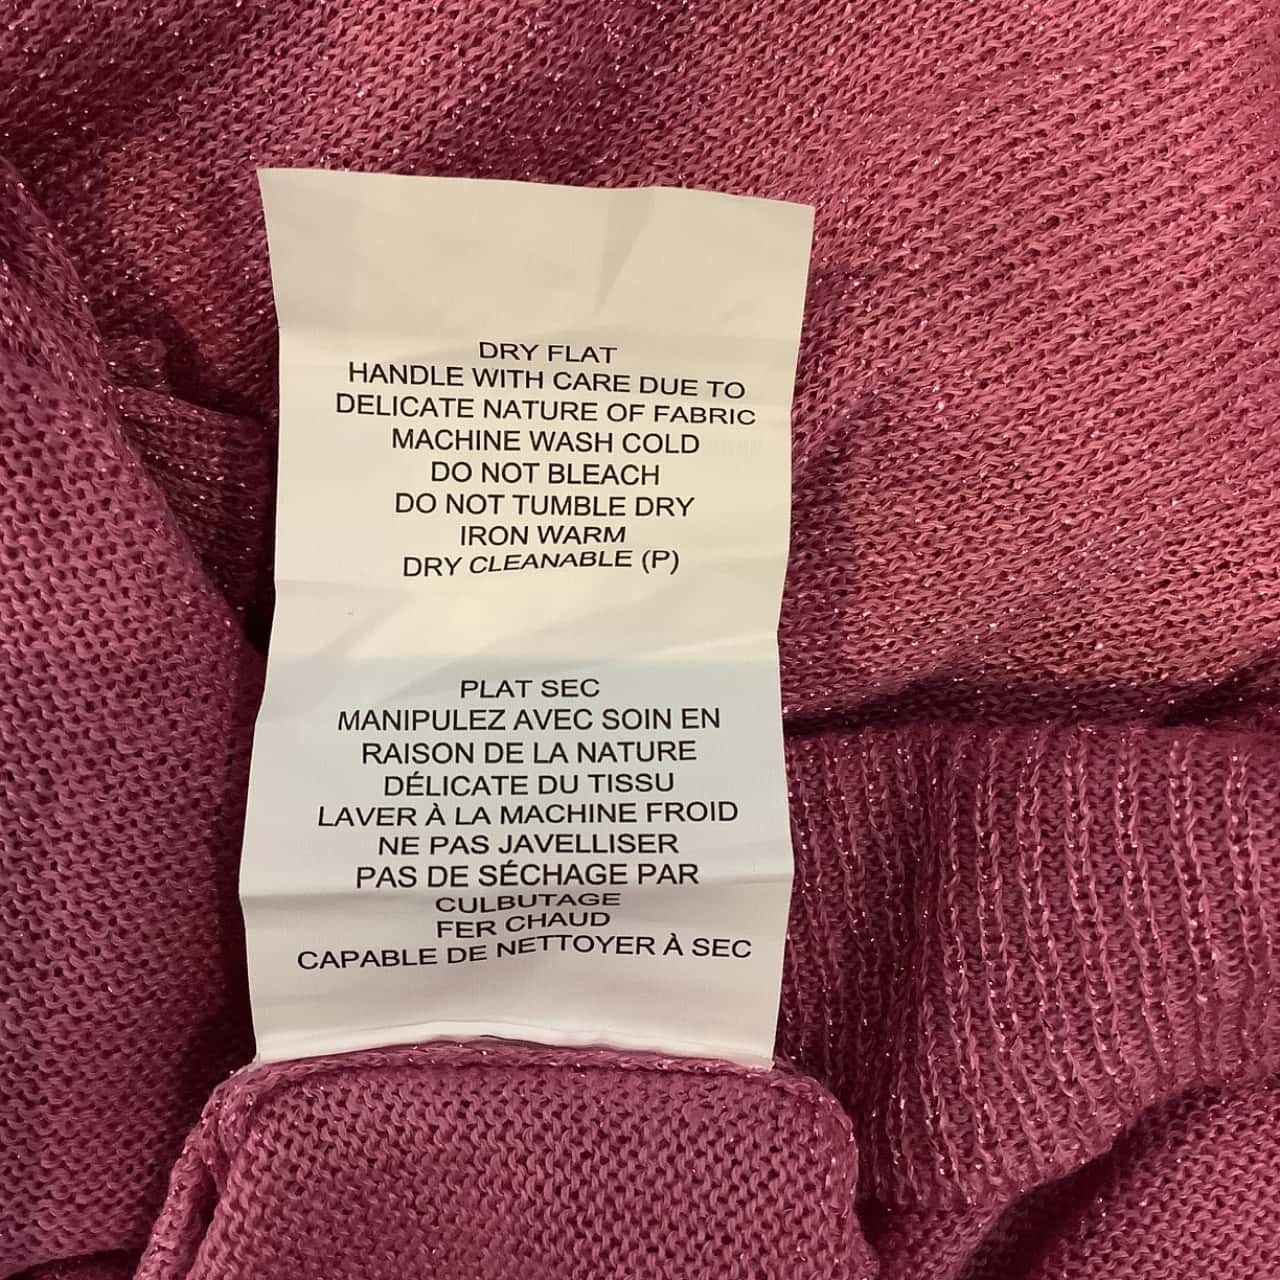 DRY FLAT
HANDLE WITH CARE DUE TO
DELICATE NATURE OF FABRIC
MACHINE WASH COLD
DO NOT BLEACH
DO NOT TUMBLE DRY
IRON WARM
DRY CLEANABLE (P)
PLAT SEC
MANIPULEZ AVEC SOIN EN
RAISON DE LA NATURE
DÉLICATE DU TISSU
LAVER À LA MACHINE FROID
NE PAS JAVELLISER
PAS DE SÉCHAGE PAR
CULBUTAGE
FER CHAUD
CAPABLE DE NETTOYER À SEC